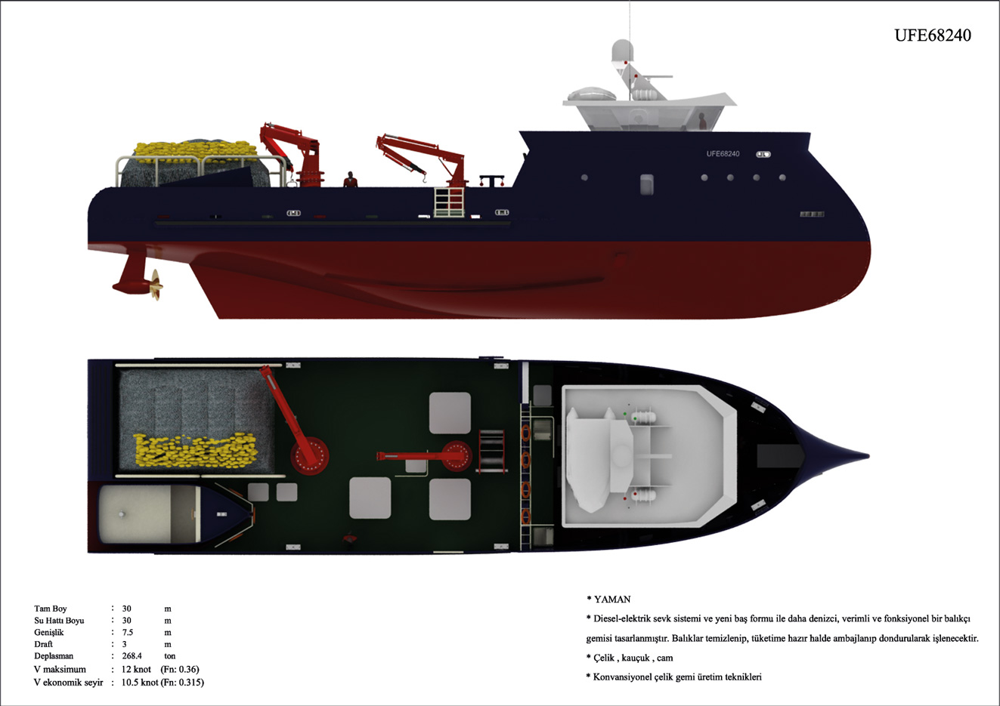 UFE68240
UFE68240
Tam Boy : 30 m
Su Hattı Boyu : 30 m
Genişlik : 7.5 m
Draft : 3 m
Deplasman : 268.4 ton
V maksimum : 12 knot (Fn: 0.36)
V ekonomik seyir : 10.5 knot (Fn: 0.315)
* YAMAN
* Diesel-elektrik sevk sistemi ve yeni baş formu ile daha denizci, verimli ve fonksiyonel bir balıkçı
gemisi tasarlanmıştır. Balıklar temizlenip, tüketime hazır halde ambajlanıp dondurularak işlenecektir.
* Çelik , kauçuk , cam
* Konvansiyonel çelik gemi üretim teknikleri